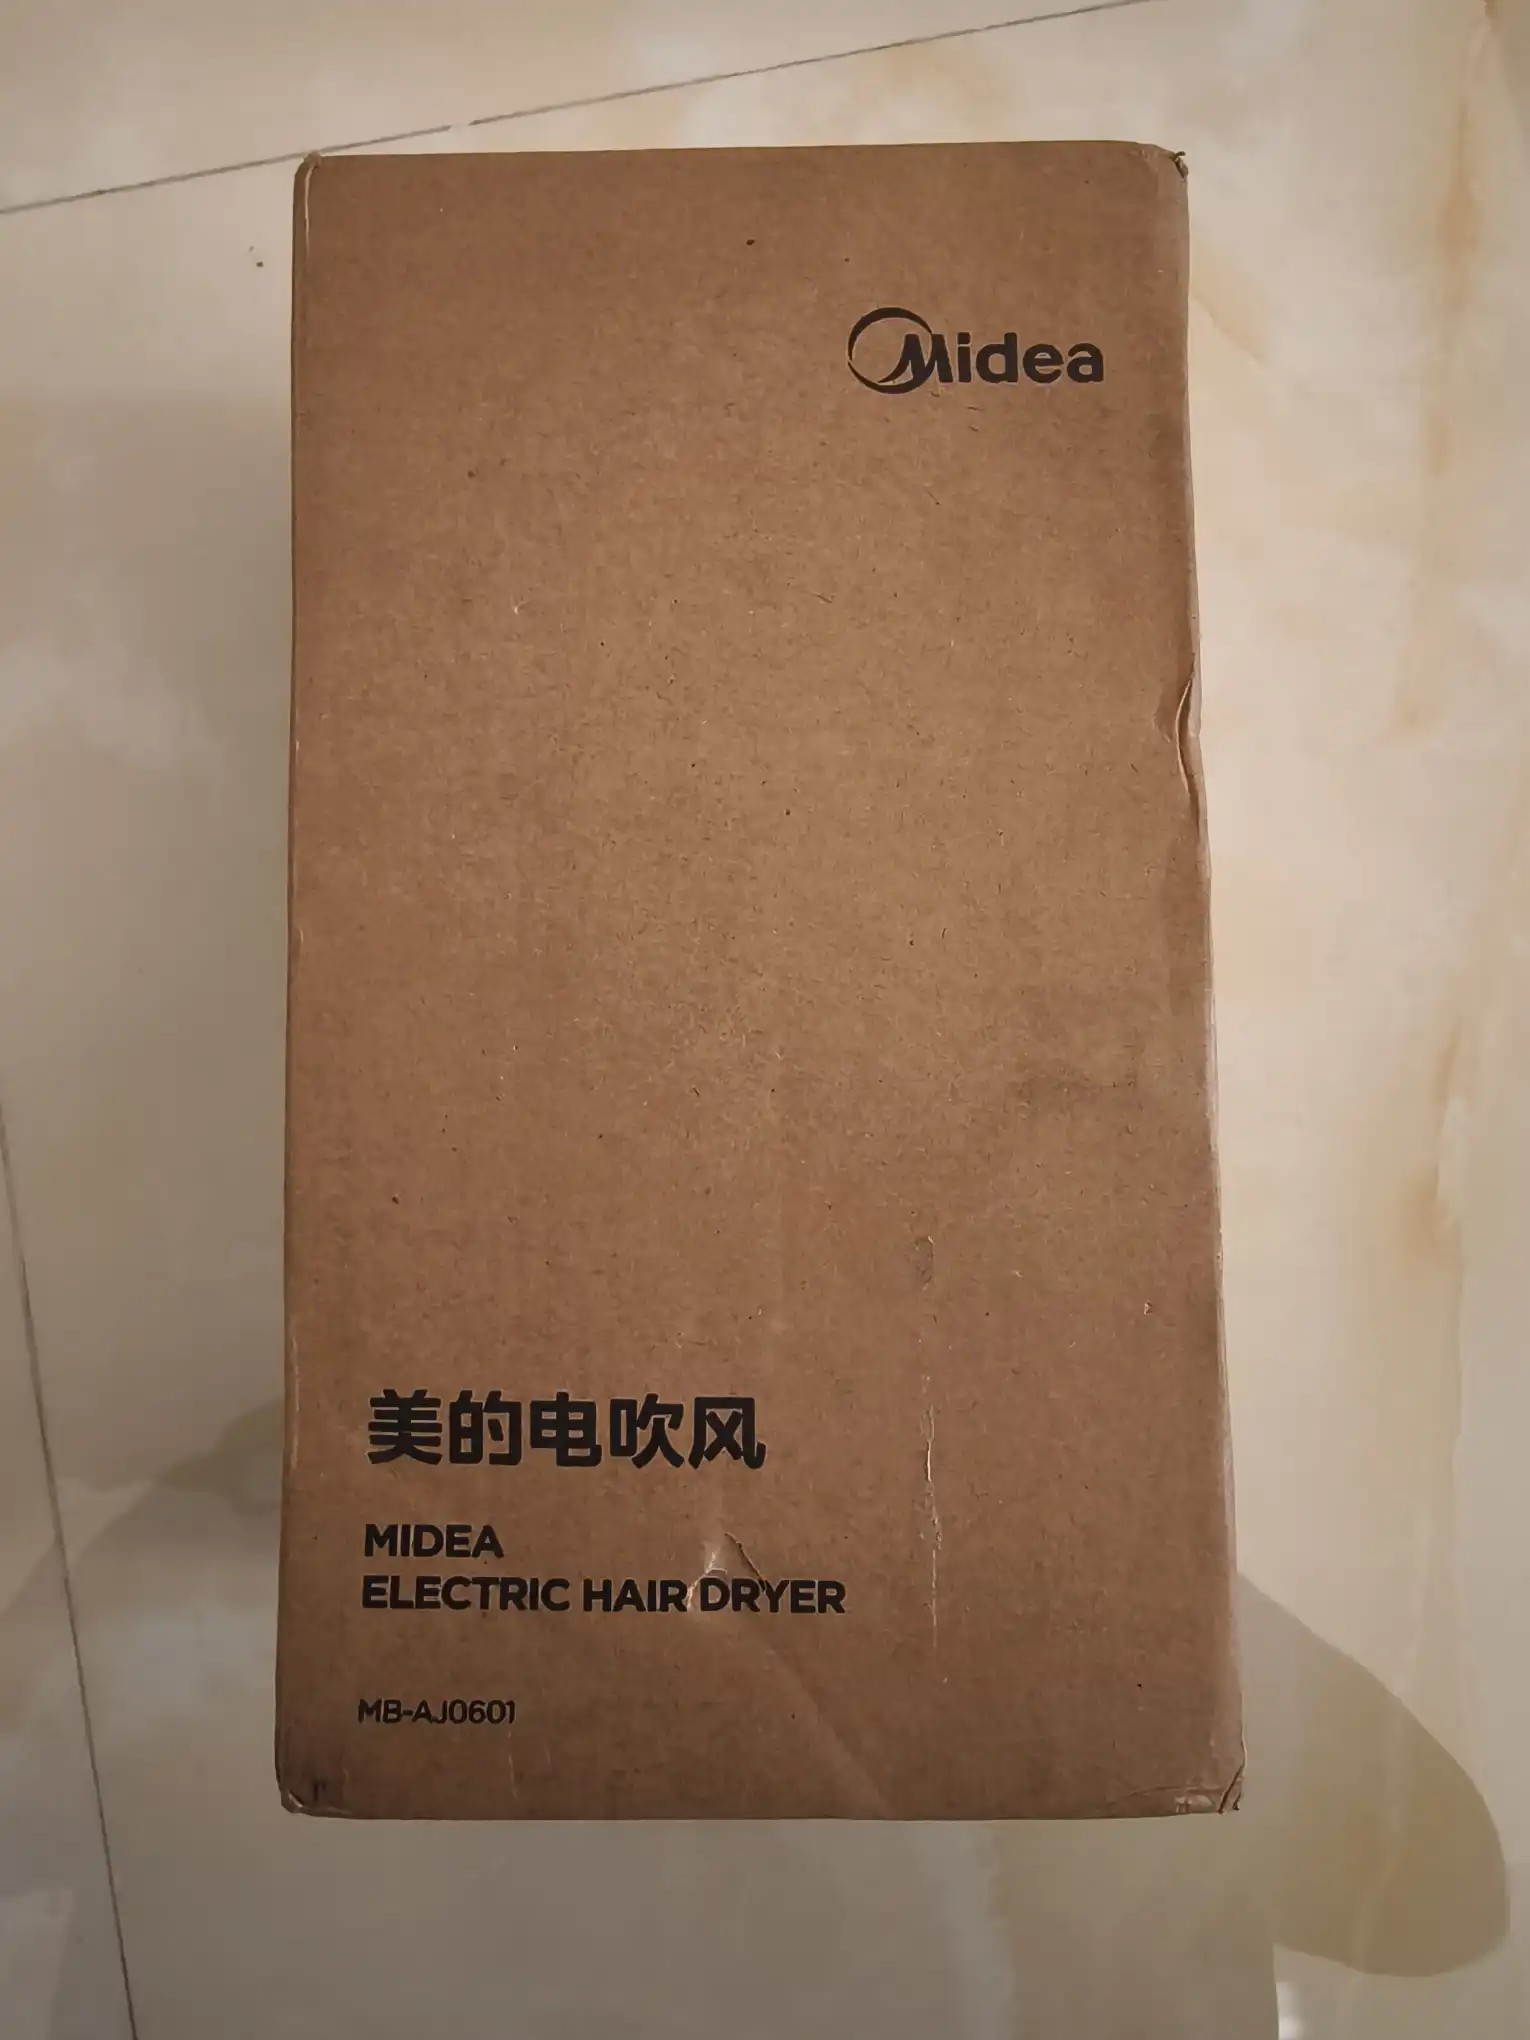 Midea
美的电吹风
MIDEA
ELECTRIC HAIR DRYER
MB-AJ0601